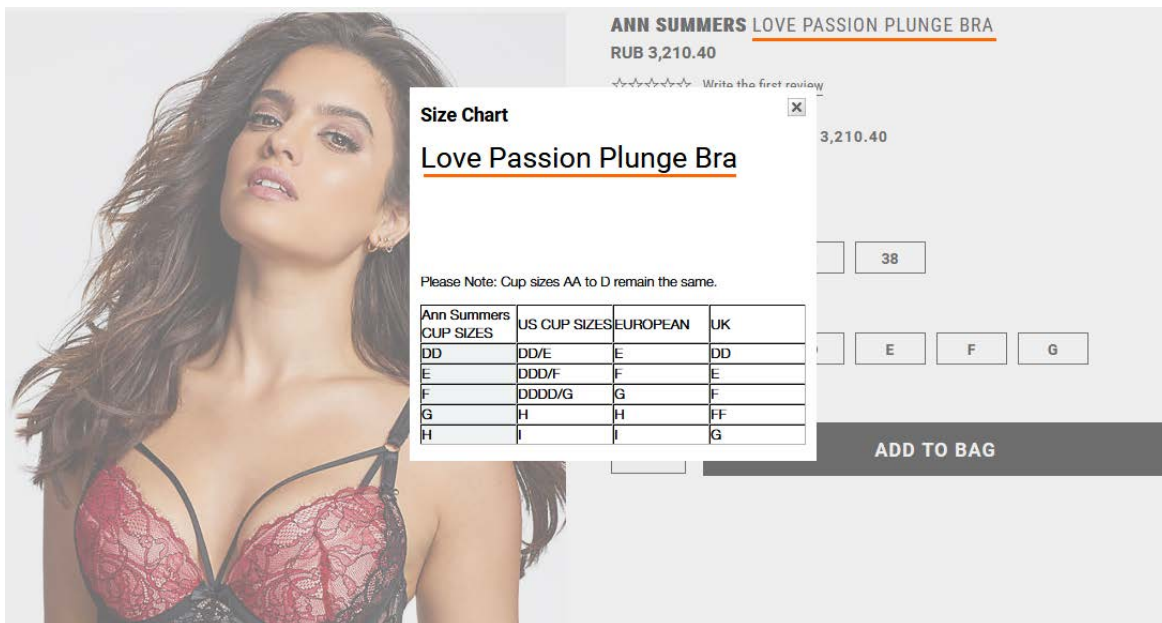 ANN SUMMERS LOVE PASSION PLUNGE BRA
RUB 3,210.40
Write the first review
3,210.40
Size Chart
Love Passion Plunge Bra
38
Please Note: Cup sizes AA to D remain the same.
Ann Summers CUP SIZES US CUP SIZES EUROPEAN UK
DD DD/E E DD
E DDD/F F E
F DDDD/G G F
G H H FF
H I I G
E F G
ADD TO BAG